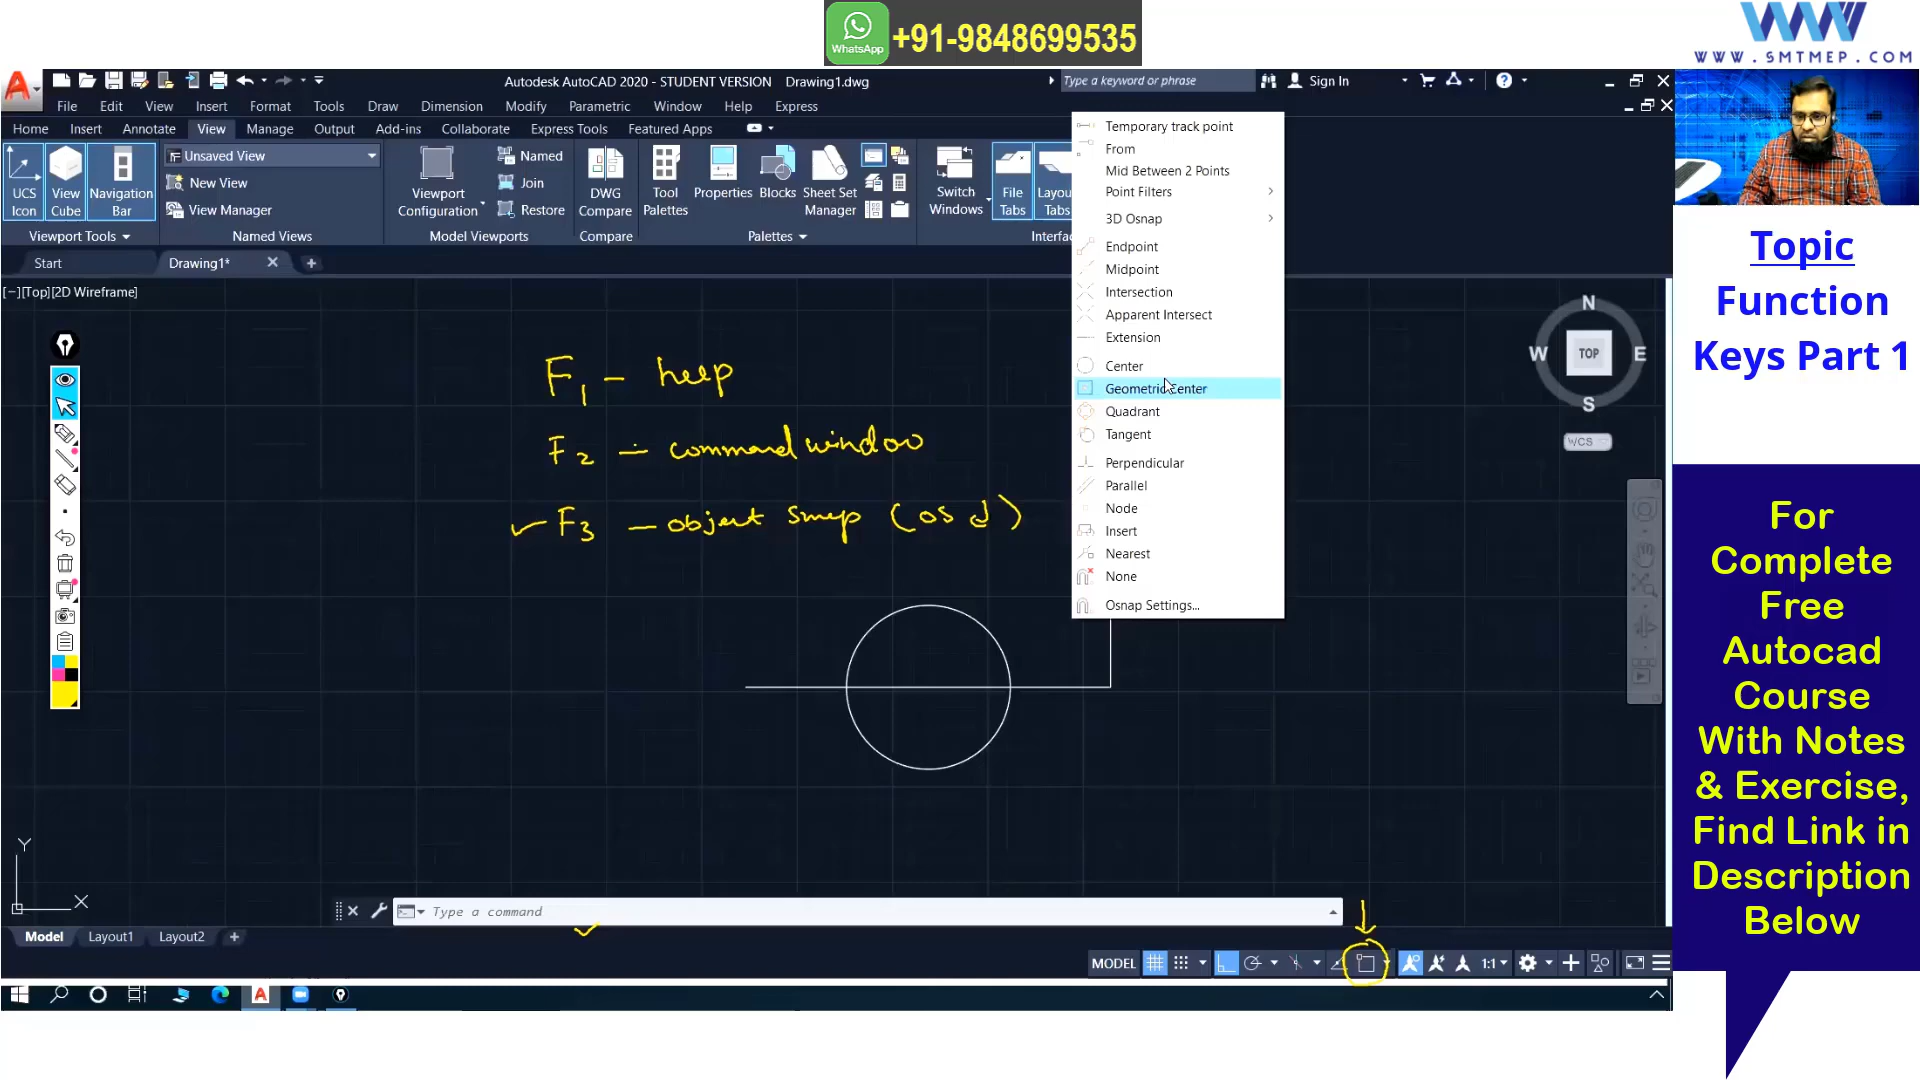 WhatsApp
+91-9848699535
WWW.SMTMEP.COM
Autodesk AutoCAD 2020 - STUDENT VERSION Drawing1.dwg
Type a keyword or phrase
Sign In
File Edit View Insert Format Tools Draw Dimension Modify Parametric Window Help Express
Home Insert Annotate View Manage Output Add-ins Collaborate Express Tools Featured Apps
UCS Icon
View Cube
Navigation Bar
Viewport Tools
Unsaved View
New View
View Manager
Named Views
Viewport Configuration
Named
Join
Restore
Model Viewports
DWG Compare
Compare
Tool Palettes
Properties
Blocks
Sheet Set Manager
Palettes
Switch Windows
File Tabs
Layou Tabs
Interfa
Start
Drawing1*
[−][Top][2D Wireframe]
Temporary track point
From
Mid Between 2 Points
Point Filters
3D Osnap
Endpoint
Midpoint
Intersection
Apparent Intersect
Extension
Center
Geometric Center
Quadrant
Tangent
Perpendicular
Parallel
Node
Insert
Nearest
None
Osnap Settings...
F1 - help
F2 - command window
F3 - object snap
N
W TOP E
S
WCS
Y
X
Type a command
Model Layout1 Layout2
MODEL
1:1
Topic
Function
Keys Part 1
For
Complete
Free
Autocad
Course
With Notes
& Exercise,
Find Link in
Description
Below